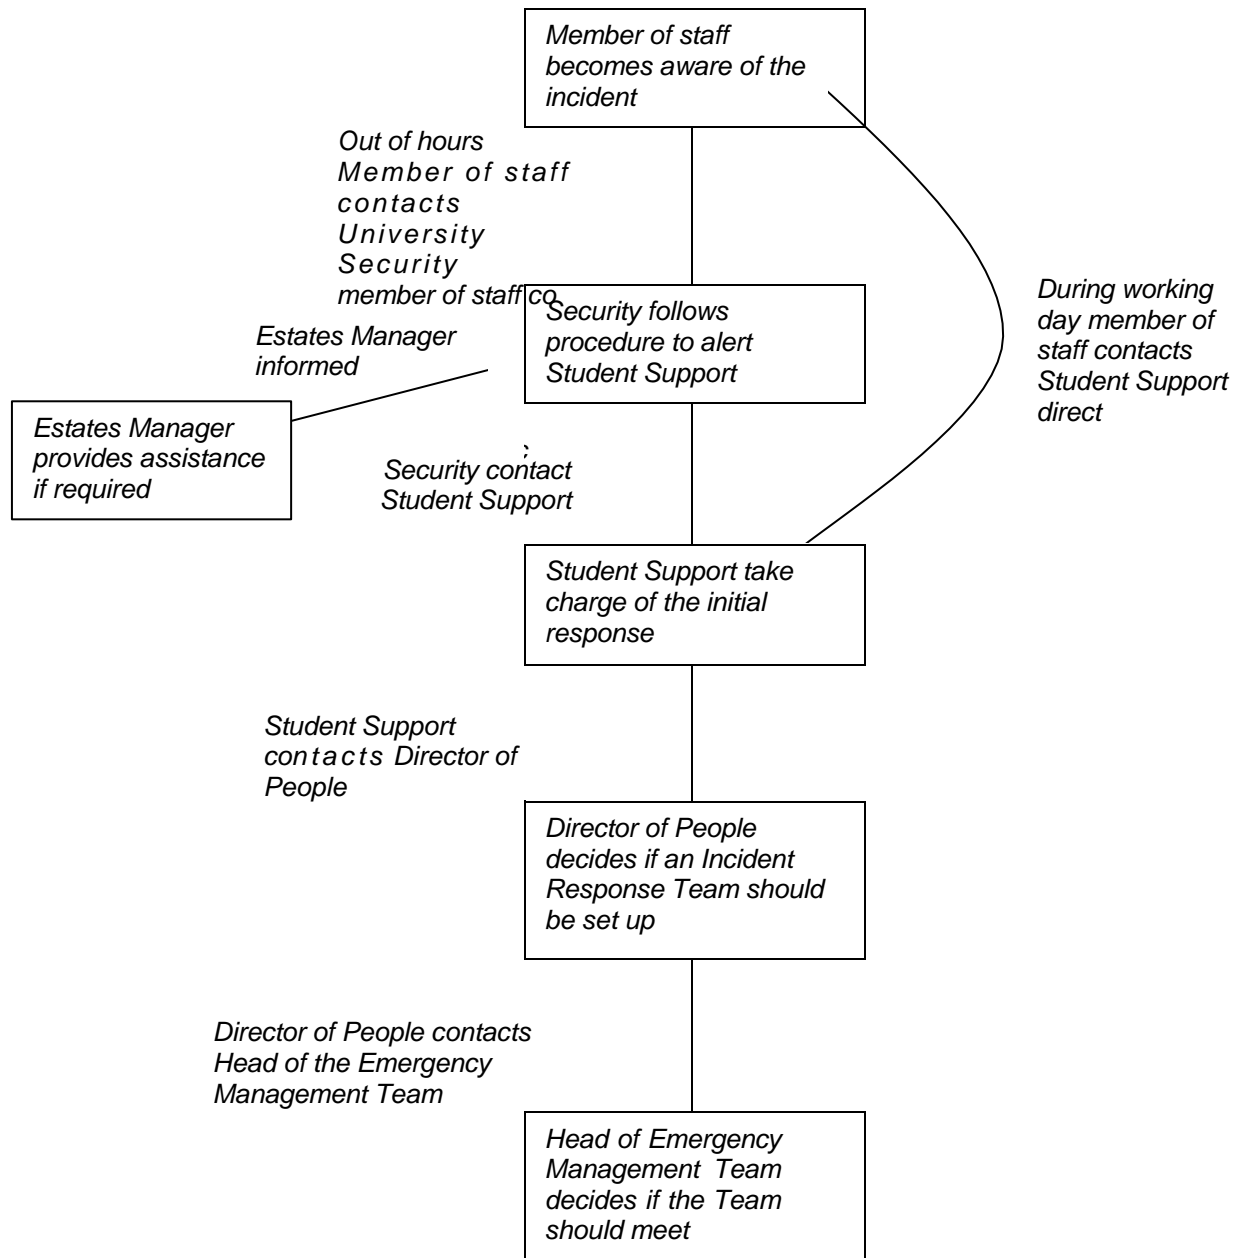 Member of staff
becomes aware of the
incident
Out of hours
Member of staff
contacts
University
Security
member of staff co
Estates Manager
informed
Security follows
procedure to alert
Student Support
During working
day member of
staff contacts
Student Support
direct
Estates Manager
provides assistance
if required
Security contact
Student Support
Student Support take
charge of the initial
response
Student Support
contacts Director of
People
Director of People
decides if an Incident
Response Team should
be set up
Director of People contacts
Head of the Emergency
Management Team
Head of Emergency
Management Team
decides if the Team
should meet